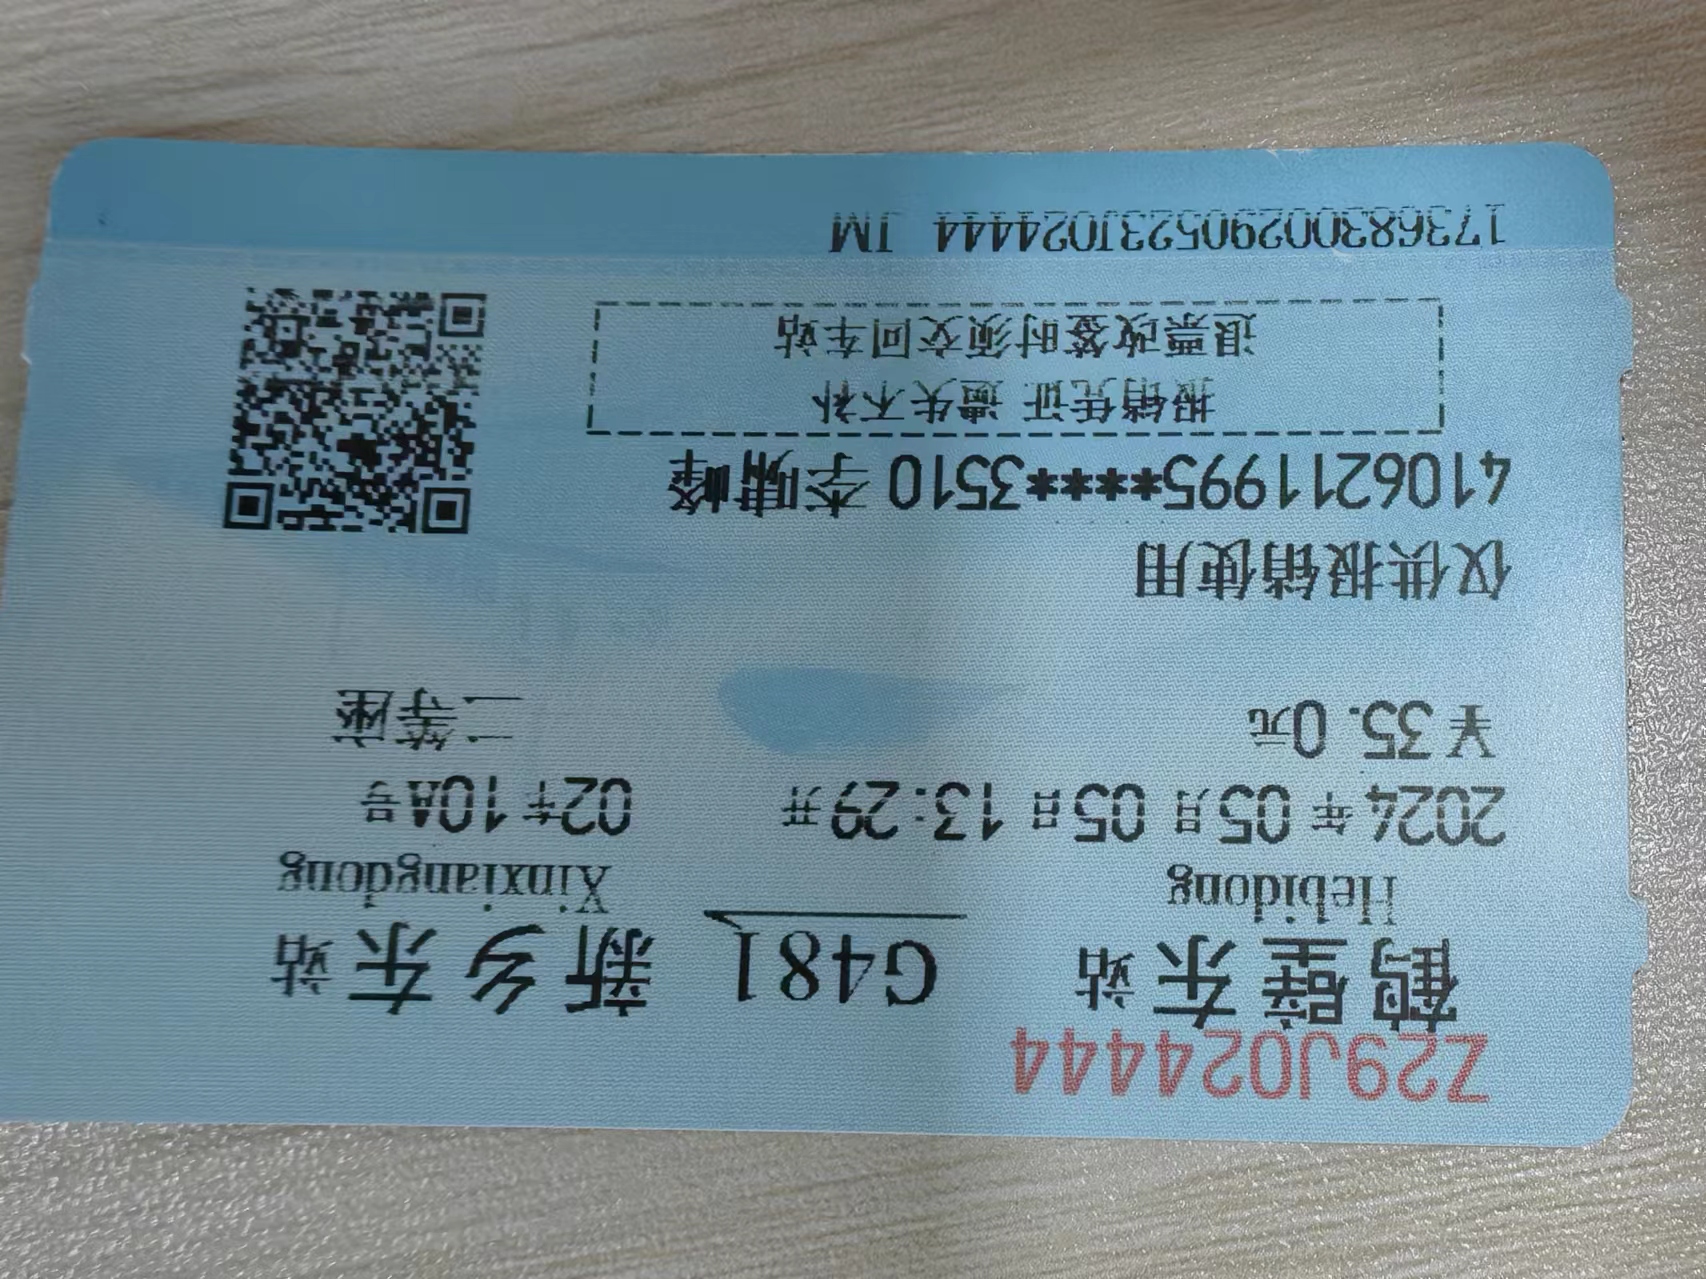 Z29J024444
鹤壁东站 G481 新乡东站
Hebidong Xinxiangdong
2024年05月05日13:29开 02车10A号
￥35.0元 二等座
仅供报销使用
4106211995****3510 李啸峰
报销凭证 遗失不补
退票改签时须交回车站
17368300290523J024444 JM